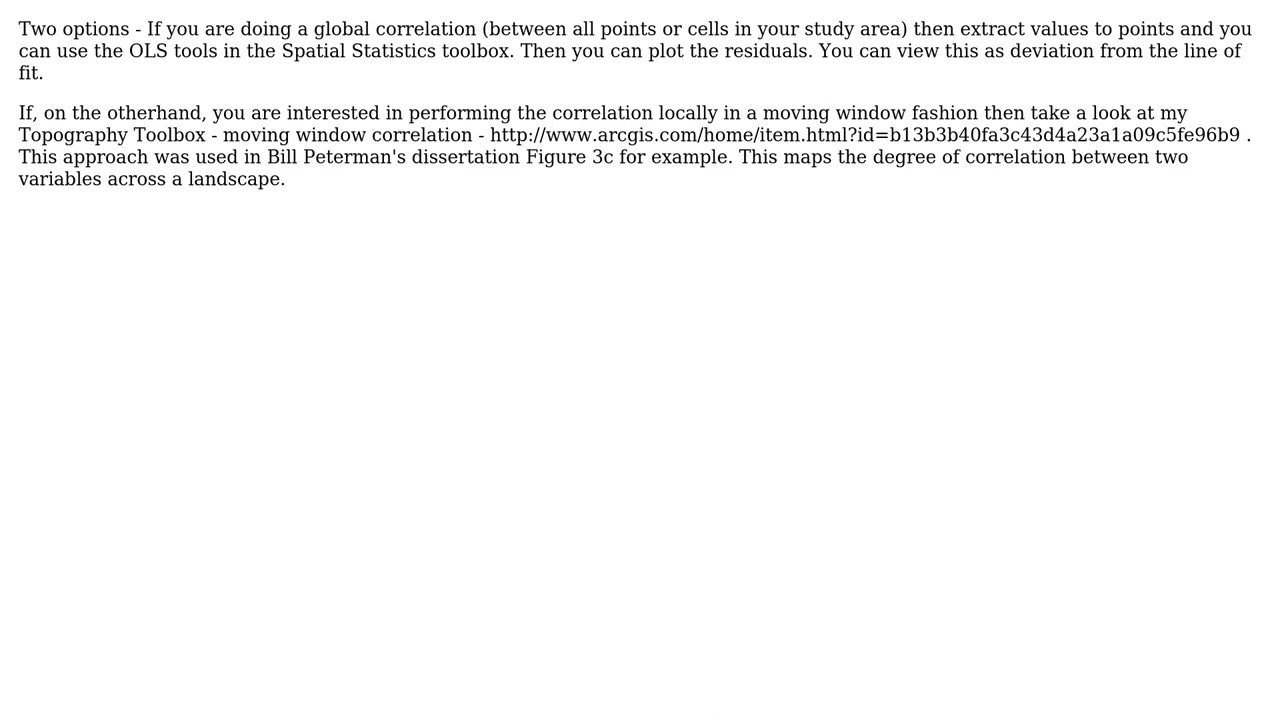 Two options - If you are doing a global correlation (between all points or cells in your study area) then extract values to points and you
can use the OLS tools in the Spatial Statistics toolbox. Then you can plot the residuals. You can view this as deviation from the line of
fit.
If, on the otherhand, you are interested in performing the correlation locally in a moving window fashion then take a look at my
Topography Toolbox - moving window correlation - http://www.arcgis.com/home/item.html?id=b13b3b40fa3c43d4a23a1a09c5fe96b9 .
This approach was used in Bill Peterman's dissertation Figure 3c for example. This maps the degree of correlation between two
variables across a landscape.